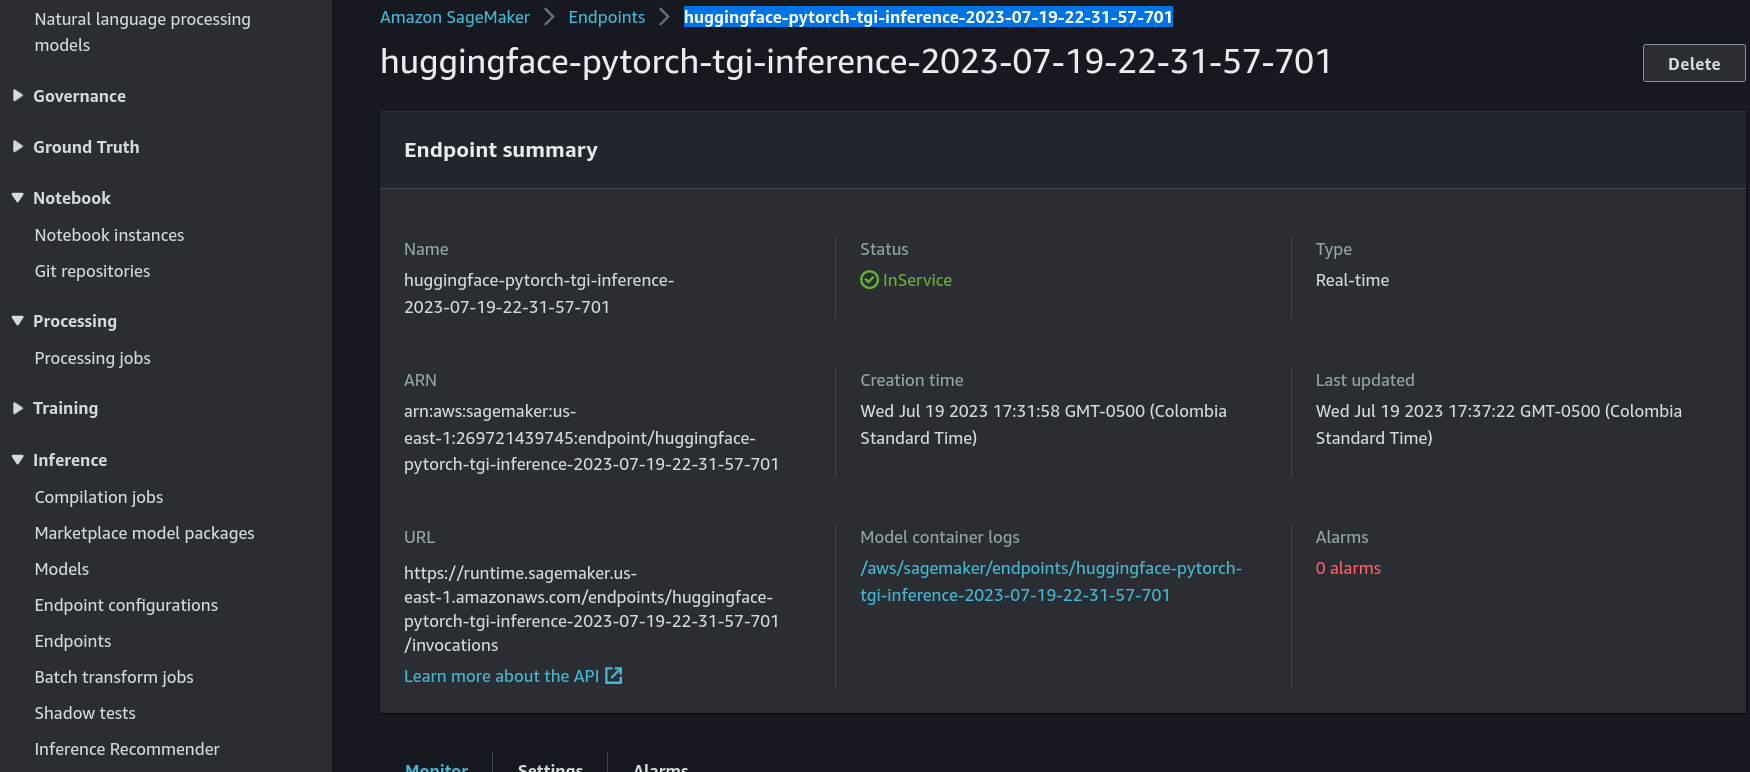 Natural language processing
models
Governance
Ground Truth
Notebook
Notebook instances
Git repositories
Processing
Processing jobs
Training
Inference
Compilation jobs
Marketplace model packages
Models
Endpoint configurations
Endpoints
Batch transform jobs
Shadow tests
Inference Recommender
Amazon SageMaker > Endpoints > huggingface-pytorch-tgi-inference-2023-07-19-22-31-57-701
huggingface-pytorch-tgi-inference-2023-07-19-22-31-57-701
Delete
Endpoint summary
Name
huggingface-pytorch-tgi-inference-
2023-07-19-22-31-57-701
Status
InService
Type
Real-time
ARN
arn:aws:sagemaker:us-
east-1:269721439745:endpoint/huggingface-
pytorch-tgi-inference-2023-07-19-22-31-57-701
Creation time
Wed Jul 19 2023 17:31:58 GMT-0500 (Colombia
Standard Time)
Last updated
Wed Jul 19 2023 17:37:22 GMT-0500 (Colombia
Standard Time)
URL
https://runtime.sagemaker.us-
east-1.amazonaws.com/endpoints/huggingface-
pytorch-tgi-inference-2023-07-19-22-31-57-701
/invocations
Learn more about the API
Model container logs
/aws/sagemaker/endpoints/huggingface-pytorch-
tgi-inference-2023-07-19-22-31-57-701
Alarms
0 alarms
Monitor
Settings
Alarms